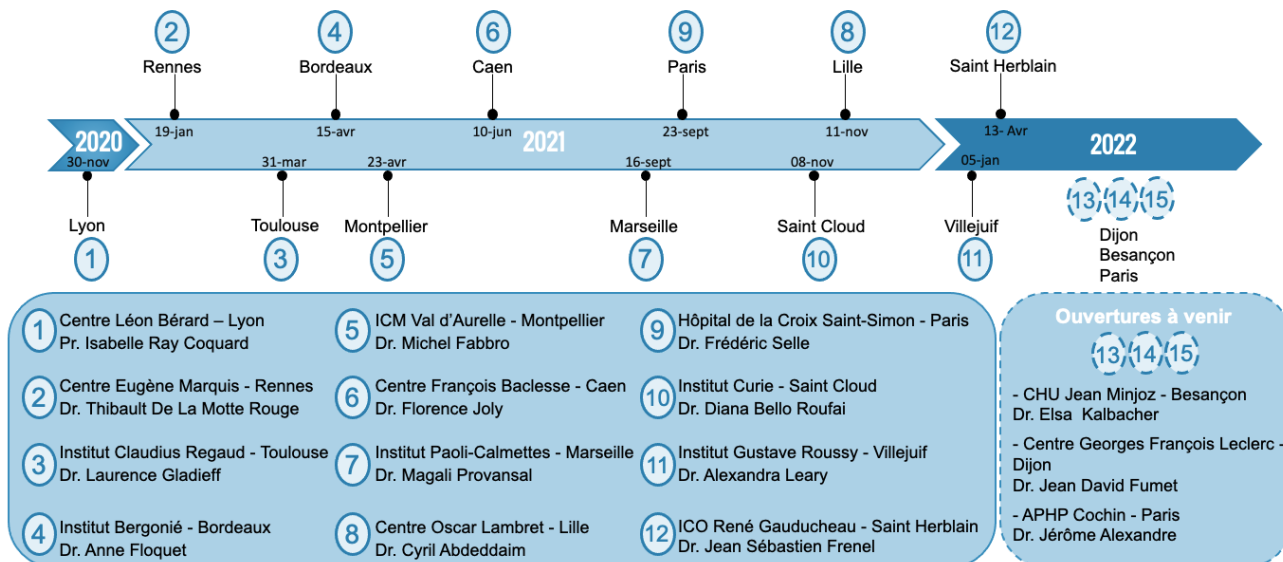 2
4
6
9
8
12
Rennes
Bordeaux
Caen
Paris
Lille
Saint Herblain
2020
2021
2022
19-jan
15-avr
10-jun
23-sept
11-nov
13- Avr
30-nov
31-mar
23-avr
16-sept
08-nov
05-jan
Lyon
Toulouse
Montpellier
Marseille
Saint Cloud
Villejuif
1
3
5
7
10
11
13
14
15
Dijon
Besançon
Paris
1
Centre Léon Bérard – Lyon
Pr. Isabelle Ray Coquard
2
Centre Eugène Marquis - Rennes
Dr. Thibault De La Motte Rouge
3
Institut Claudius Regaud - Toulouse
Dr. Laurence Gladieff
4
Institut Bergonié - Bordeaux
Dr. Anne Floquet
5
ICM Val d'Aurelle - Montpellier
Dr. Michel Fabbro
6
Centre François Baclesse - Caen
Dr. Florence Joly
7
Institut Paoli-Calmettes - Marseille
Dr. Magali Provansal
8
Centre Oscar Lambret - Lille
Dr. Cyril Abdeddaim
9
Hôpital de la Croix Saint-Simon - Paris
Dr. Frédéric Selle
10
Institut Curie - Saint Cloud
Dr. Diana Bello Roufai
11
Institut Gustave Roussy - Villejuif
Dr. Alexandra Leary
12
ICO René Gauducheau - Saint Herblain
Dr. Jean Sébastien Frenel
Ouvertures à venir
13
14
15
- CHU Jean Minjoz - Besançon
Dr. Elsa Kalbacher
- Centre Georges François Leclerc -
Dijon
Dr. Jean David Fumet
- APHP Cochin - Paris
Dr. Jérôme Alexandre